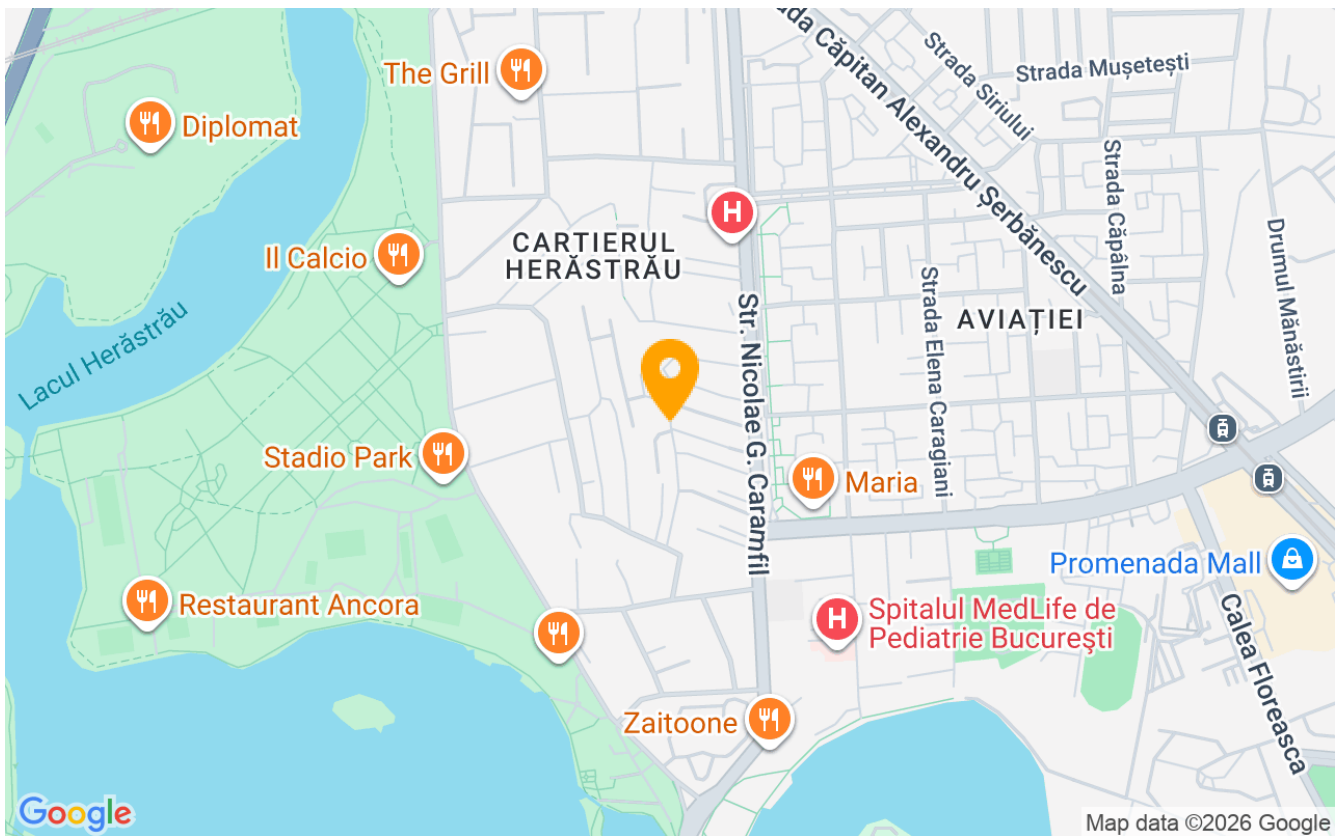 The Grill
Diplomat
Il Calcio
Lacul Herăstrău
CARTIERUL
HERĂSTRĂU
Stadio Park
Restaurant Ancora
Zaitoone
Maria
H
Str. Nicolae G. Caramfil
da Căpitan Alexandru Șerbănescu
Strada Siriului
Strada Mușetești
Strada Căpâlna
Drumul Mănăstirii
Strada Elena Caragiani
AVIAȚIEI
Promenada Mall
H
Spitalul MedLife de
Pediatrie Bucureşti
Calea Floreasca
Google
Map data ©2026 Google